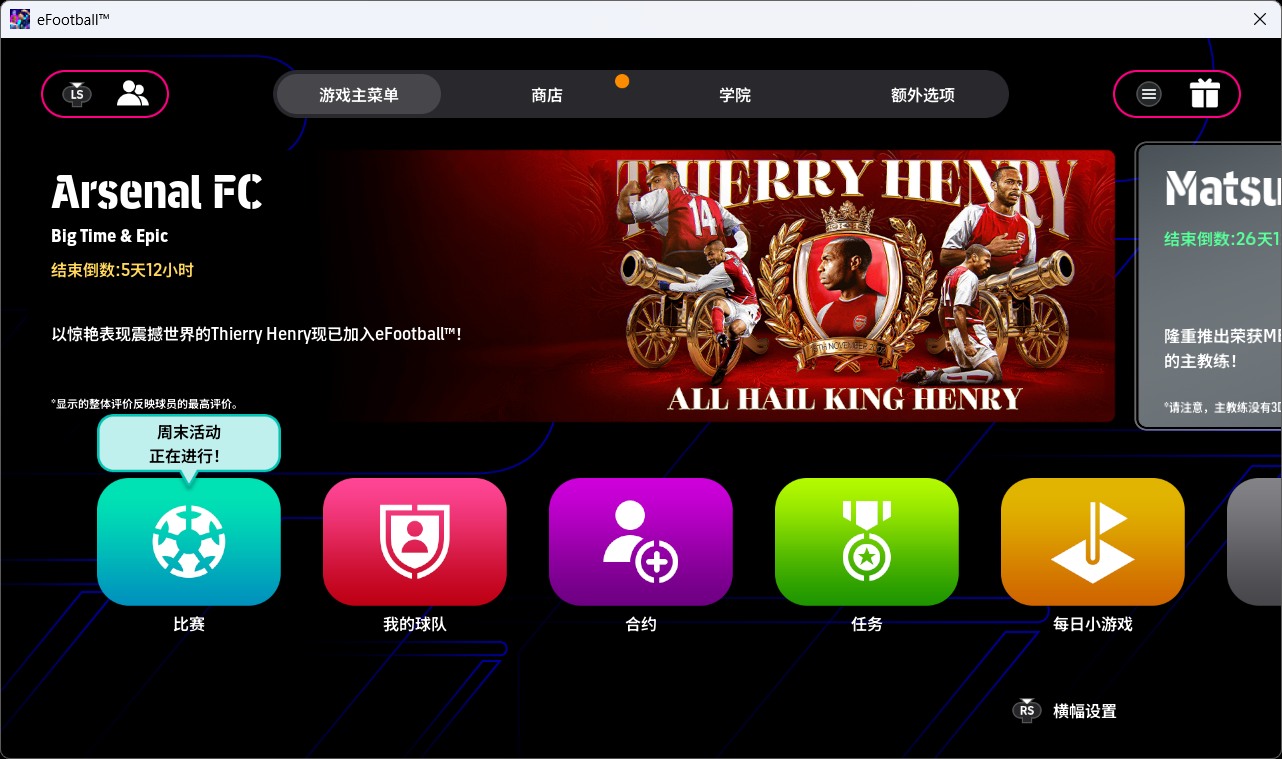 eFootball™
LS
游戏主菜单
商店
学院
额外选项
Arsenal FC
Big Time & Epic
结束倒数:5天12小时
以惊艳表现震撼世界的Thierry Henry现已加入eFootball™!
*显示的整体评价反映球员的最高评价。
THIERRY HENRY
14
ALL HAIL KING HENRY
Matsu
结束倒数:26天1
隆重推出荣获M
的主教练!
*请注意，主教练没有3D
周末活动
正在进行!
比赛
我的球队
合约
任务
每日小游戏
RS
横幅设置